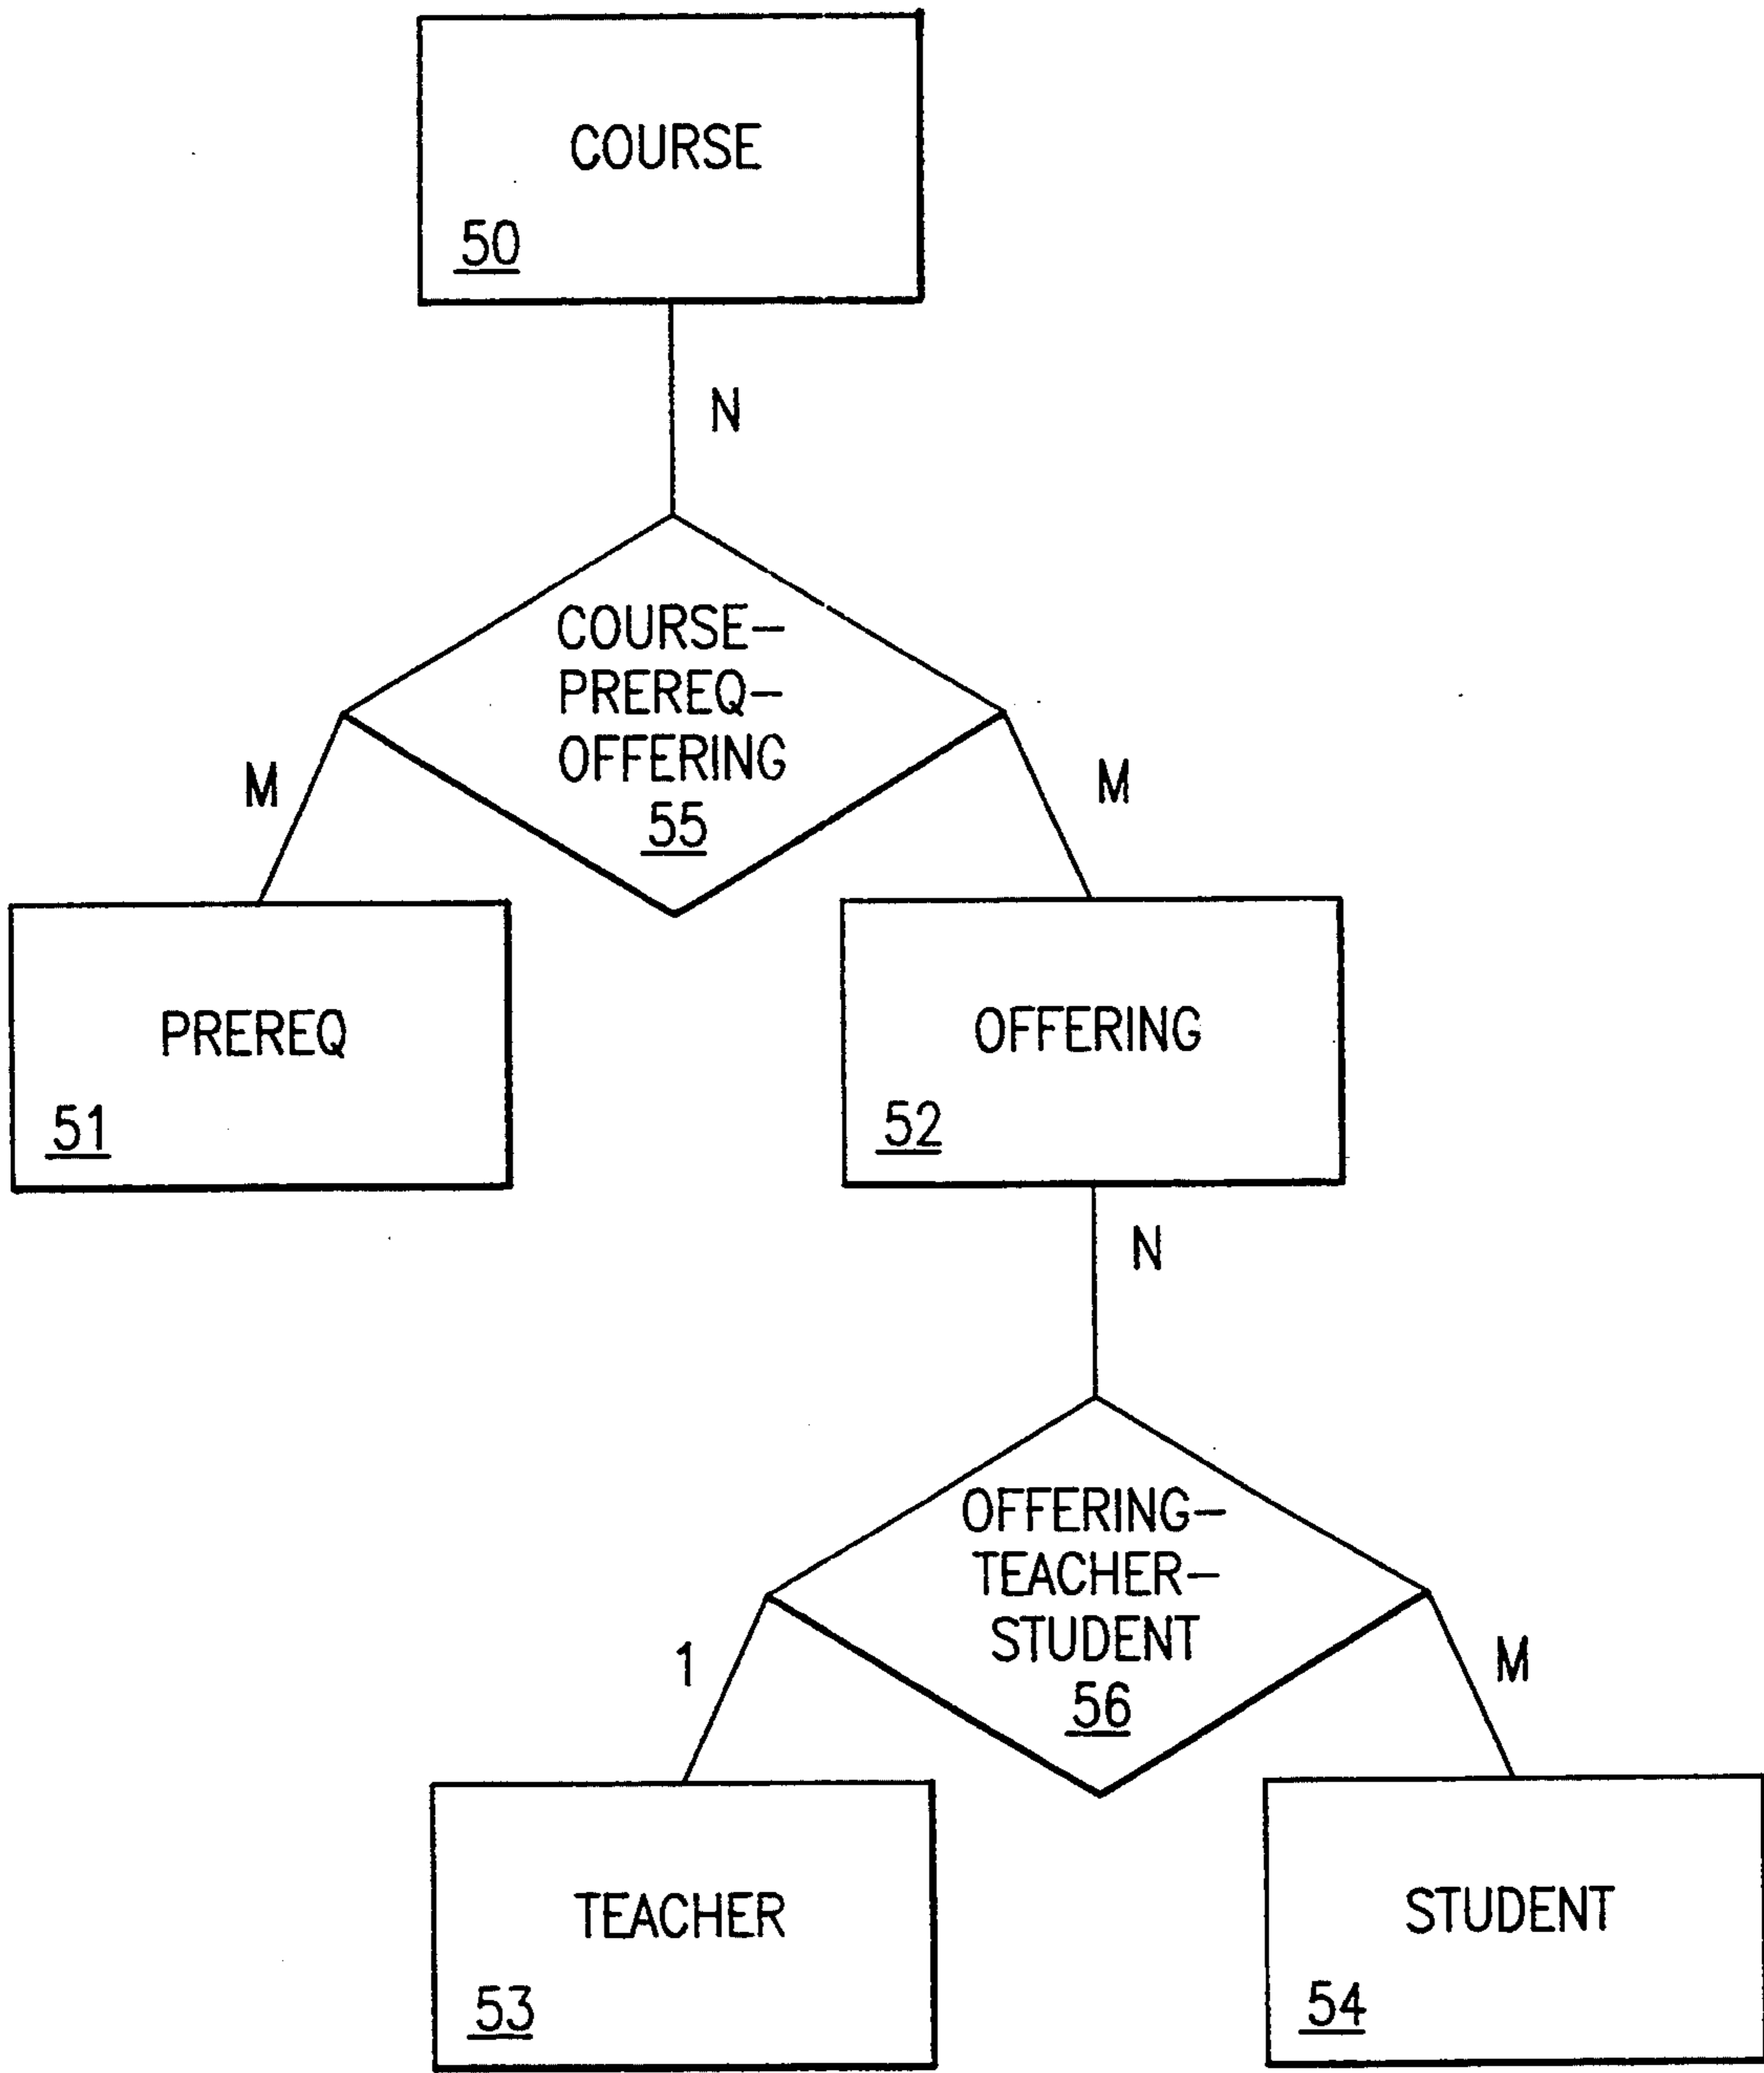 COURSE
50
N
COURSE-
PREREQ-
OFFERING
55
M
M
PREREQ
51
OFFERING
52
N
OFFERING-
TEACHER-
STUDENT
56
1
M
TEACHER
53
STUDENT
54